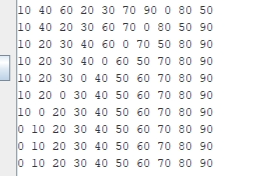 10 40 60 20 30 70 90 0 80 50
10 40 20 30 60 70 0 80 50 90
10 20 30 40 60 0 70 50 80 90
10 20 30 40 0 60 50 70 80 90
10 20 30 0 40 50 60 70 80 90
10 20 0 30 40 50 60 70 80 90
10 0 20 30 40 50 60 70 80 90
0 10 20 30 40 50 60 70 80 90
0 10 20 30 40 50 60 70 80 90
0 10 20 30 40 50 60 70 80 90